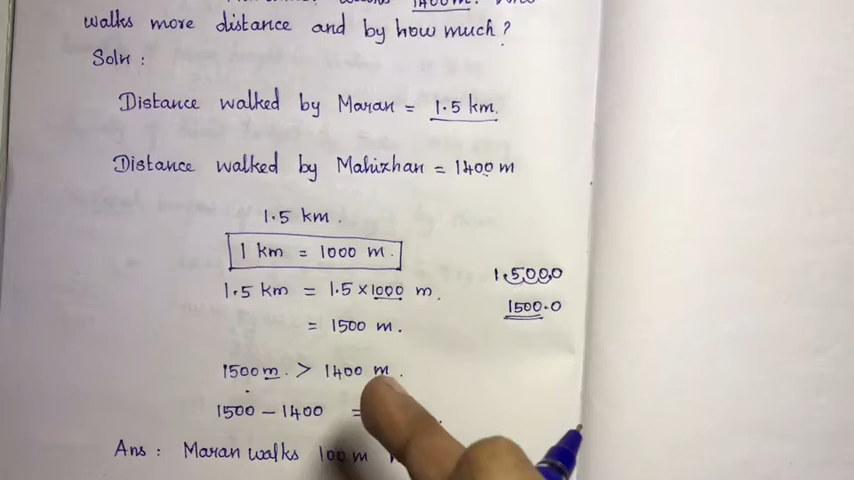 1400m.
walks more distance and by how much?
Soln :
Distance walked by Maran = 1.5 km.
Distance walked by Mahizhan = 1400 m
1.5 km.
1 km = 1000 m.
1.5 km = 1.5 × 1000 m.
1.5000
= 1500 m.
1500.0
1500 m. > 1400 m.
1500 – 1400 =
Ans : Maran walks 100 m